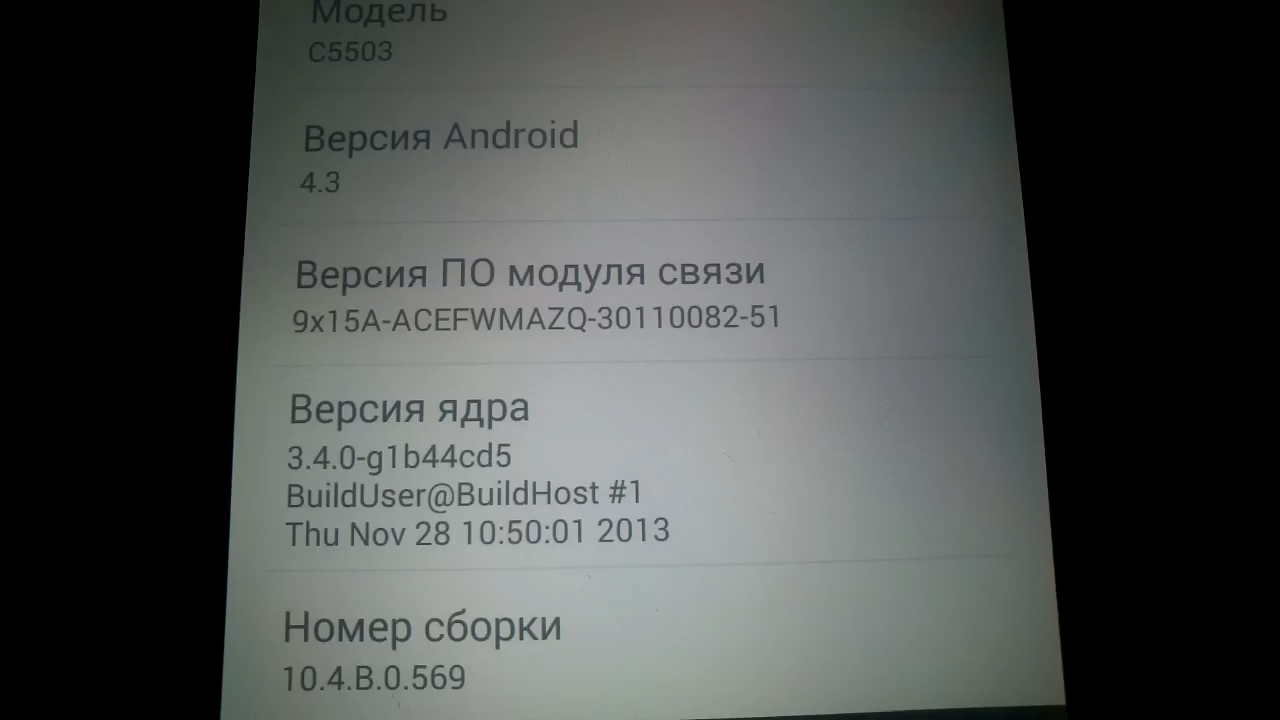 Модель
C5503
Версия Android
4.3
Версия ПО модуля связи
9x15A-ACEFWMAZQ-30110082-51
Версия ядра
3.4.0-g1b44cd5
BuildUser@BuildHost #1
Thu Nov 28 10:50:01 2013
Номер сборки
10.4.B.0.569